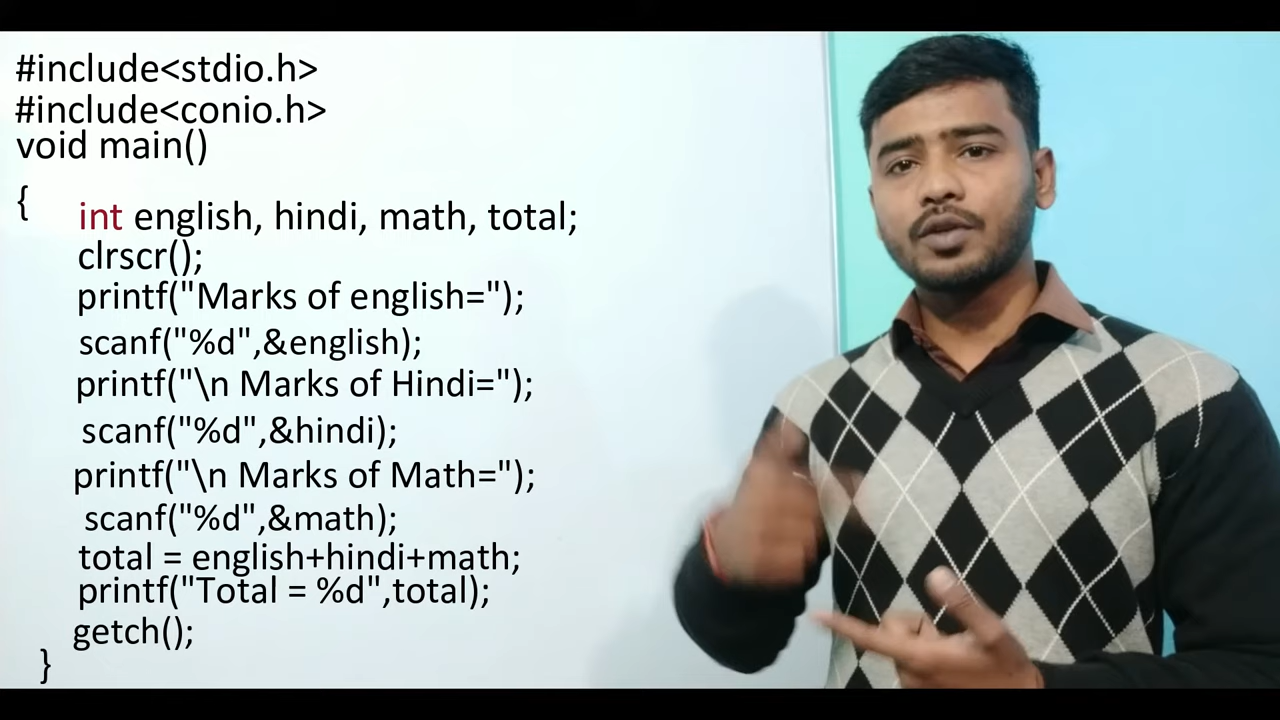 #include<stdio.h>
#include<conio.h>
void main()
{
int english, hindi, math, total;
clrscr();
printf("Marks of english=");
scanf("%d",&english);
printf("\n Marks of Hindi=");
scanf("%d",&hindi);
printf("\n Marks of Math=");
scanf("%d",&math);
total = english+hindi+math;
printf("Total = %d",total);
getch();
}